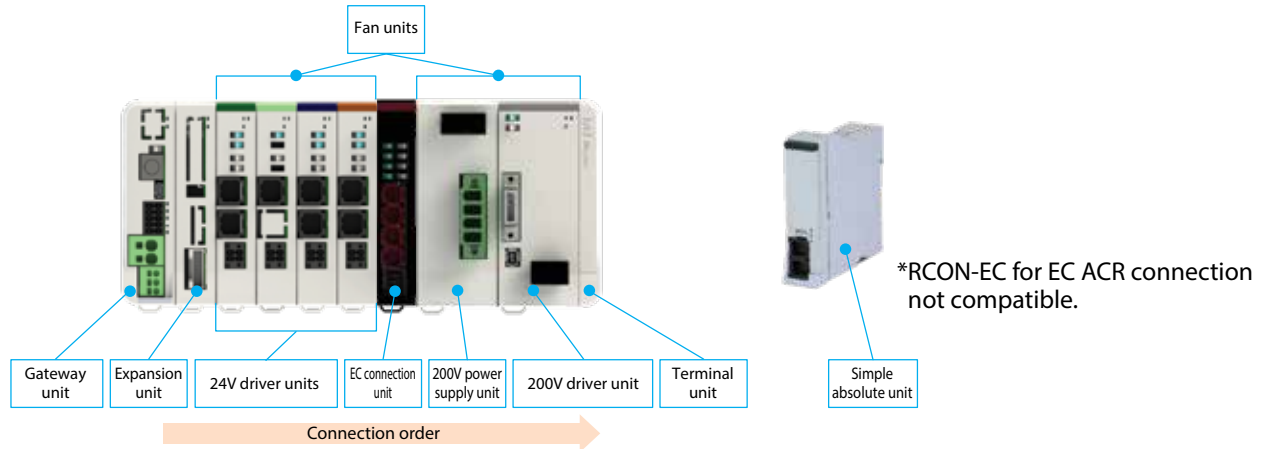 Fan units
*RCON-EC for EC ACR connection
not compatible.
Gateway
unit
Expansion
unit
24V driver units
EC connection
unit
200V power
supply unit
200V driver unit
Terminal
unit
Simple
absolute unit
Connection order